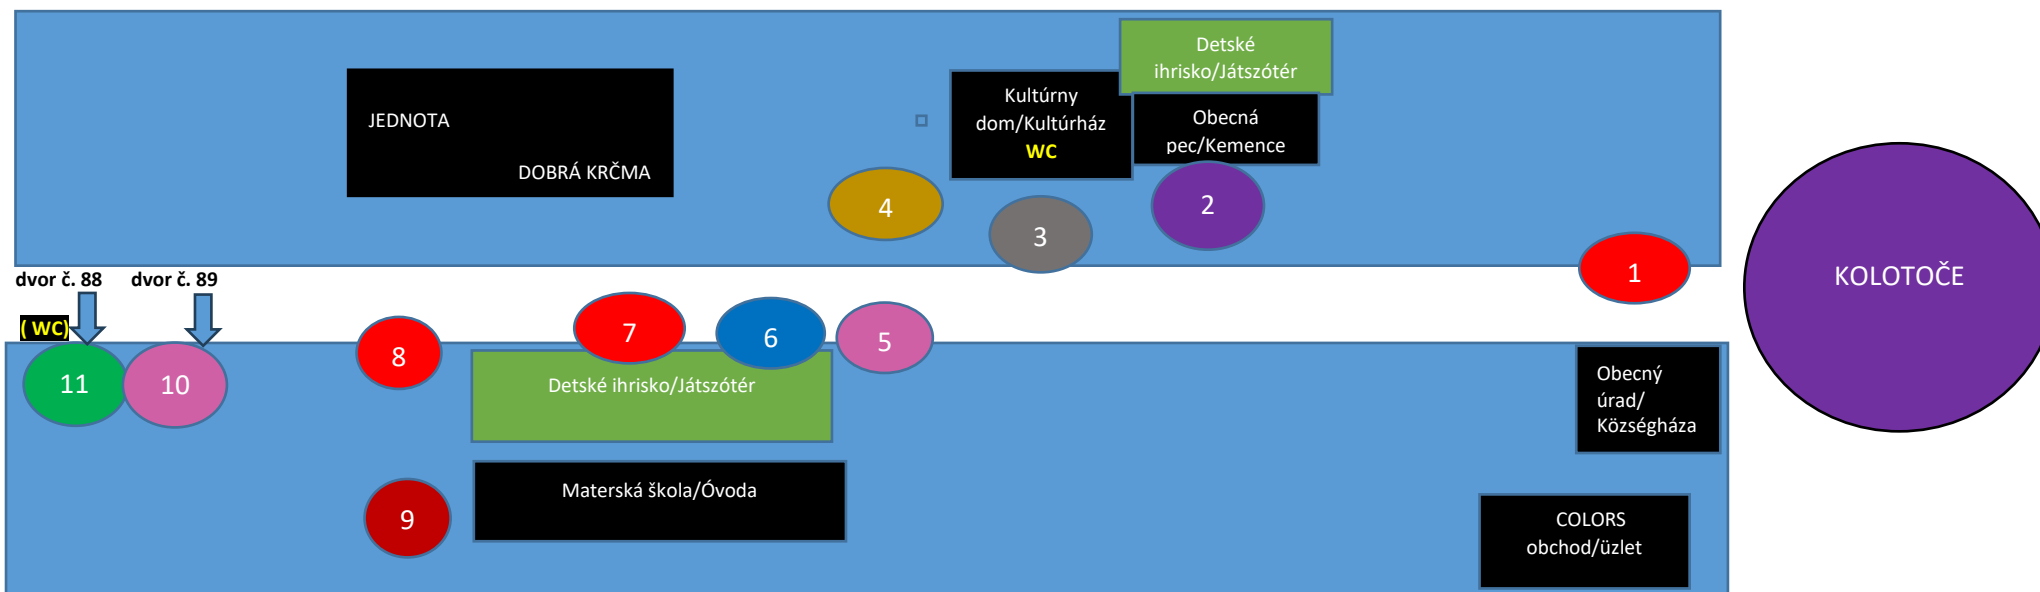 Detské
ihrisko/Játszótér
Kultúrny
dom/Kultúrház
WC
Obecná
pec/Kemence
JEDNOTA
DOBRÁ KRČMA
4
3
2
1
KOLOTOČE
dvor č. 88
dvor č. 89
( WC)
11
10
8
7
6
5
Detské ihrisko/Játszótér
Obecný
úrad/
Községháza
9
Materská škola/Óvoda
COLORS
obchod/üzlet